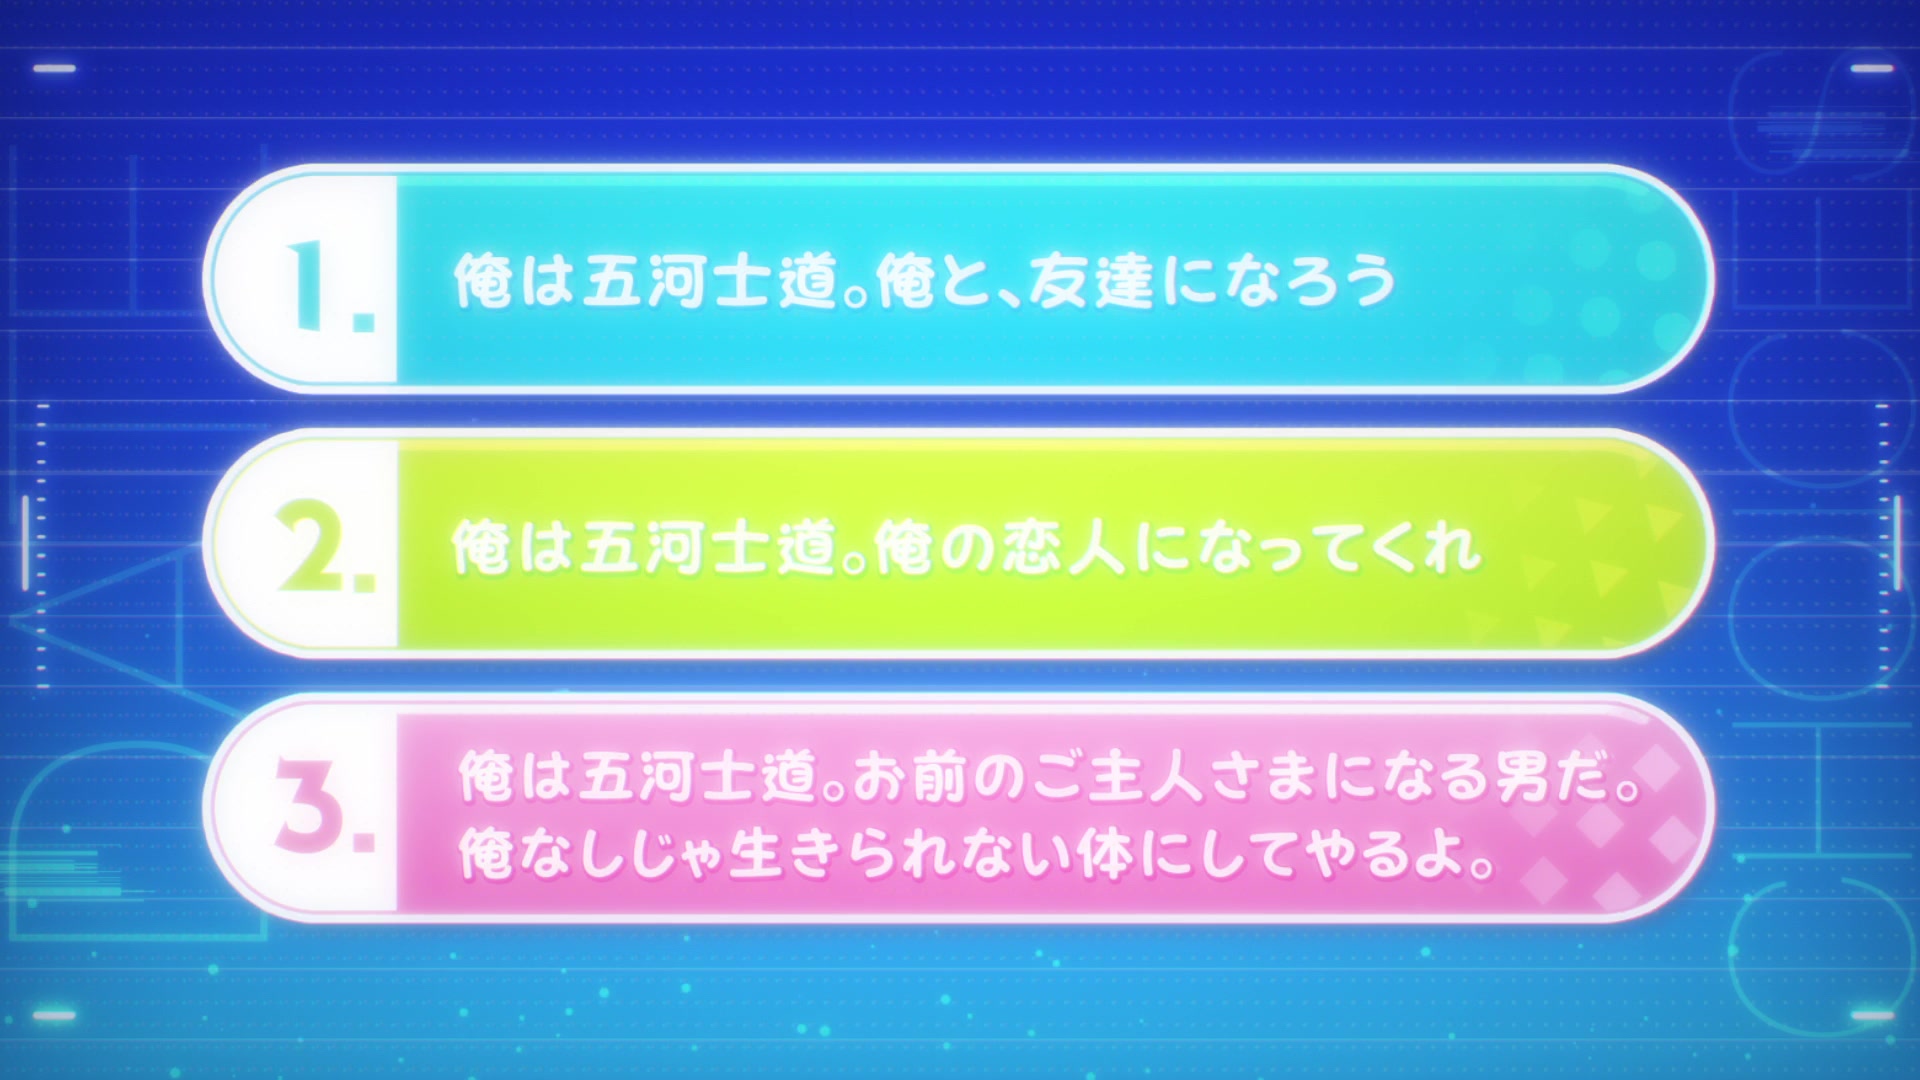 1. 俺は五河士道。俺と、友達になろう
2. 俺は五河士道。俺の恋人になってくれ
3. 俺は五河士道。お前のご主人さまになる男だ。
俺なしじゃ生きられない体にしてやるよ。